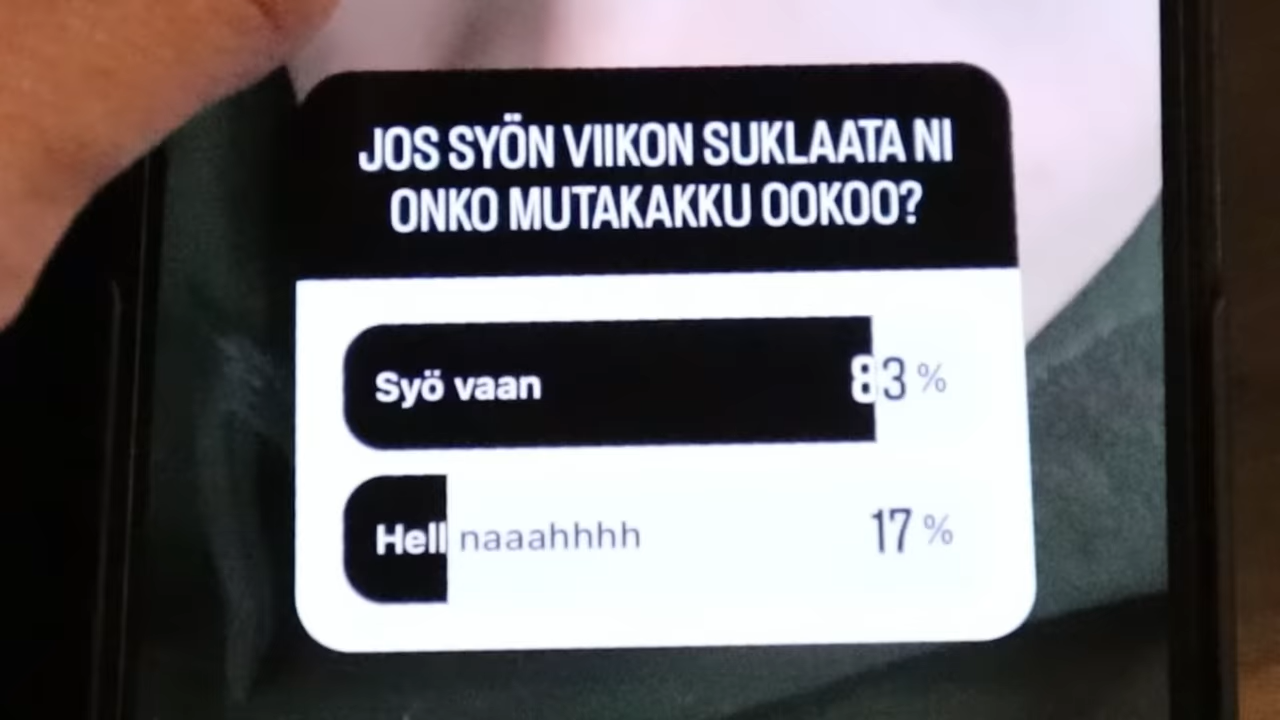 JOS SYÖN VIIKON SUKLAATA NI
ONKO MUTAKAKKU OOKOO?
Syö vaan 83 %
Hell naaahhhh 17 %